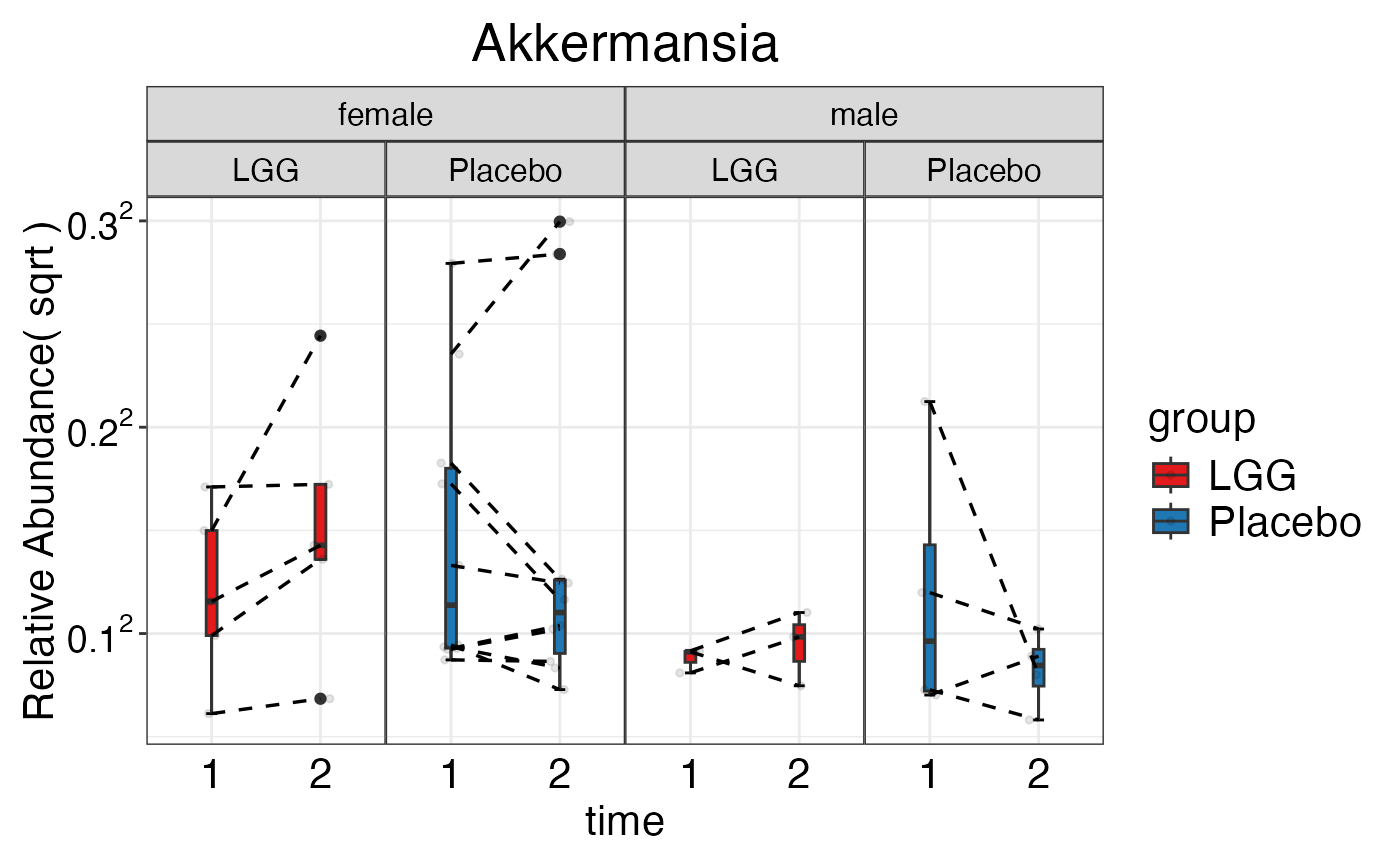 Akkermansia
female male
LGG Placebo LGG Placebo
Relative Abundance( sqrt )
0.3²
0.2²
0.1²
1 2 1 2 1 2 1 2
time
group
LGG
Placebo